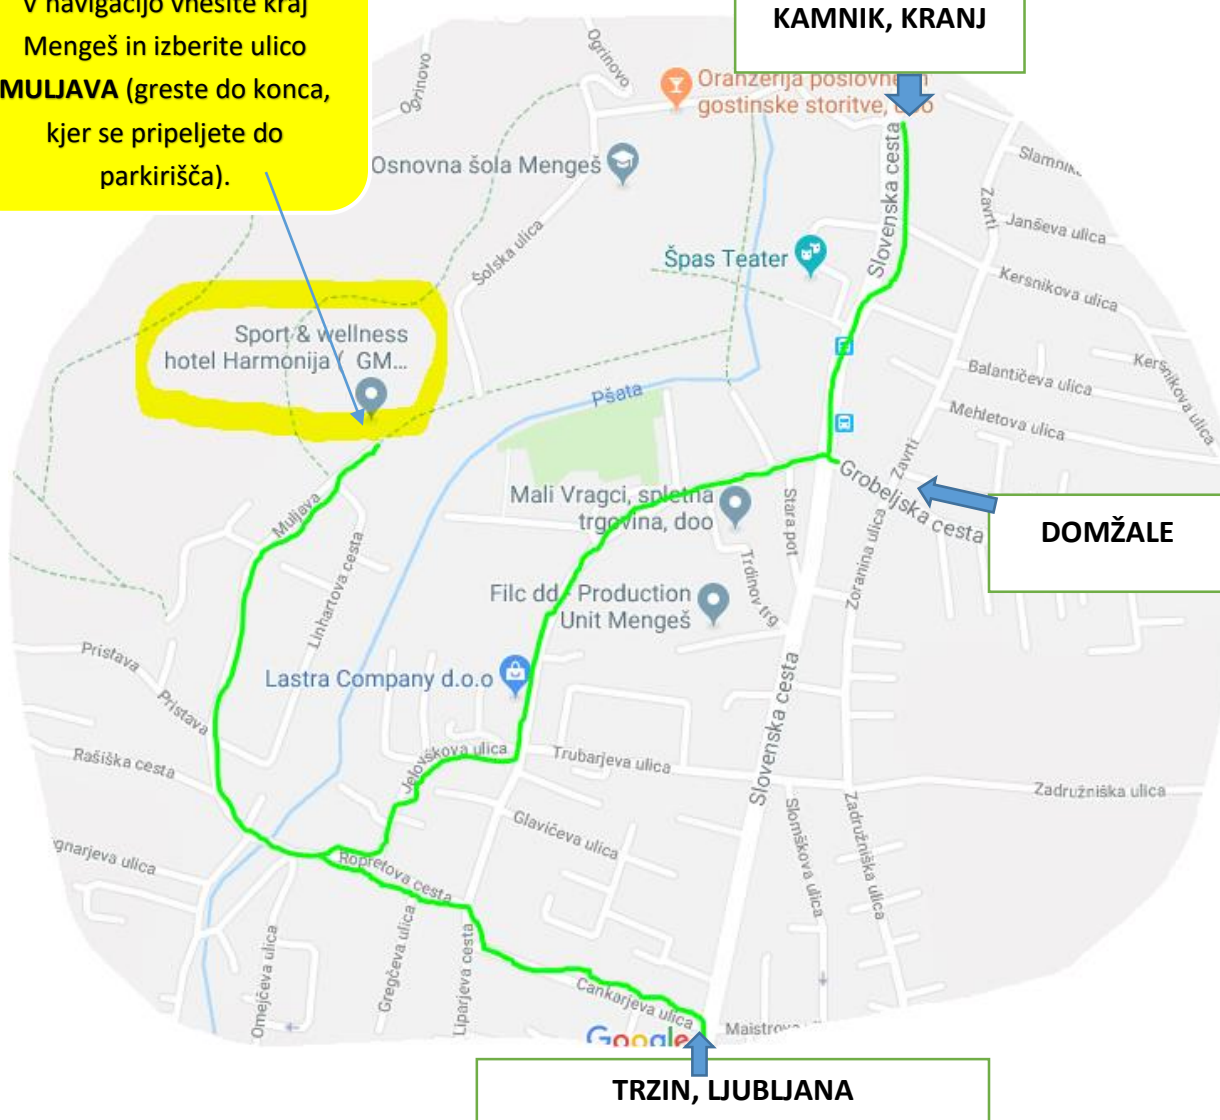 v navigacijo vnesite kraj
Mengeš in izberite ulico
MULJAVA (greste do konca,
kjer se pripeljete do
parkirišča).
KAMNIK, KRANJ
Ogrinovo
Ogrinovo
Oranžerija poslovne in
gostinske storitve,
Osnovna šola Mengeš
Šolska ulica
Špas Teater
Slovenska cesta
Zavrti
Janševa ulica
Kersnikova ulica
Kersnikova ulica
Balantičeva ulica
Mehletova ulica
Zavrti
Sport & wellness
hotel Harmonija ( GM...
Pšata
Grobeljska cesta
DOMŽALE
Mali Vragci, spletna
trgovina, doo
Stara pot
Trdinov trg
Zoranina ulica
Muljava
Linhartova cesta
Filc dd - Production
Unit Mengeš
Pristava
Pristava
Lastra Company d.o.o
Rašiška cesta
Jelovškova ulica
Trubarjeva ulica
Slovenska cesta
Zadružniška ulica
Slomškova ulica
Zadružniška ulica
Glavičeva ulica
gnarjeva ulica
Ropretova cesta
Omejčeva ulica
Gregčeva ulica
Liparjeva cesta
Cankarjeva ulica
Google
TRZIN, LJUBLJANA